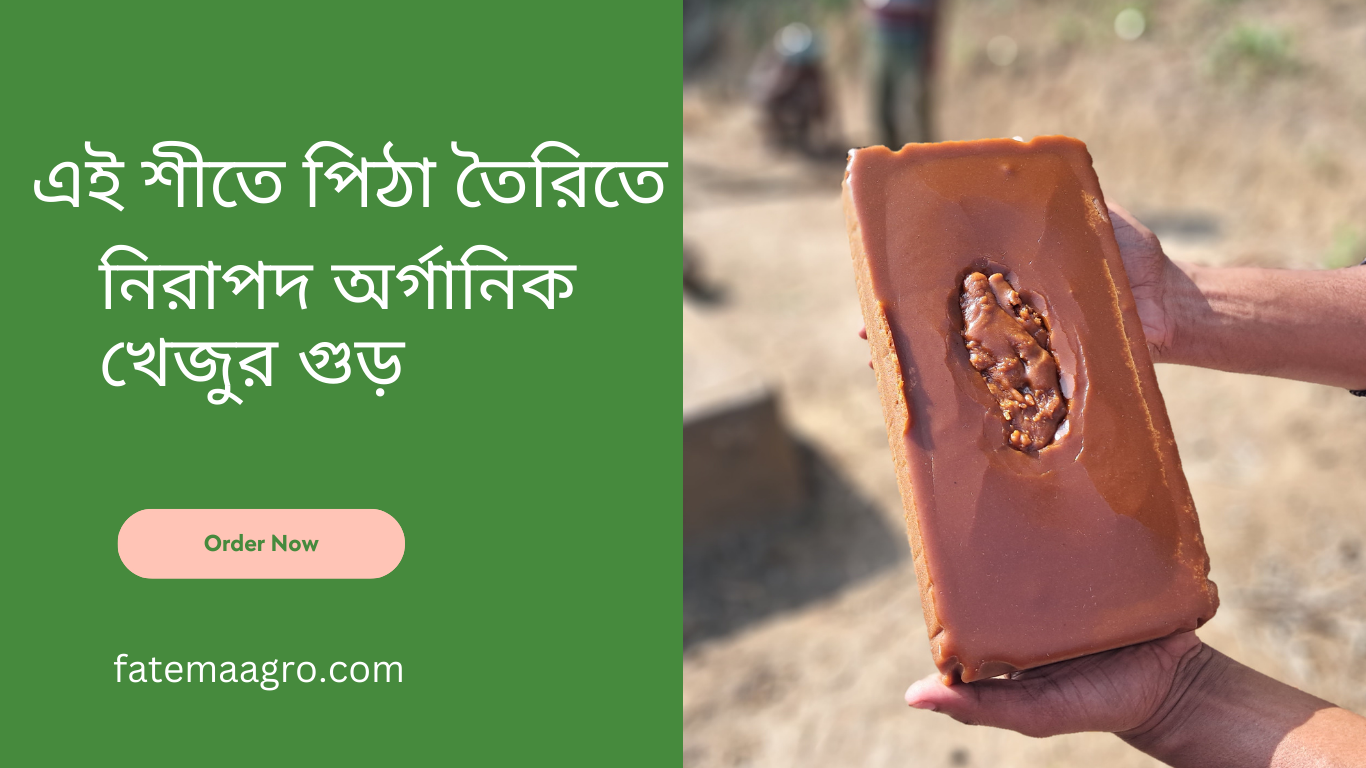 এই শীতে পিঠা তৈরিতে
নিরাপদ অর্গানিক
খেজুর গুড়
Order Now
fatemaagro.com